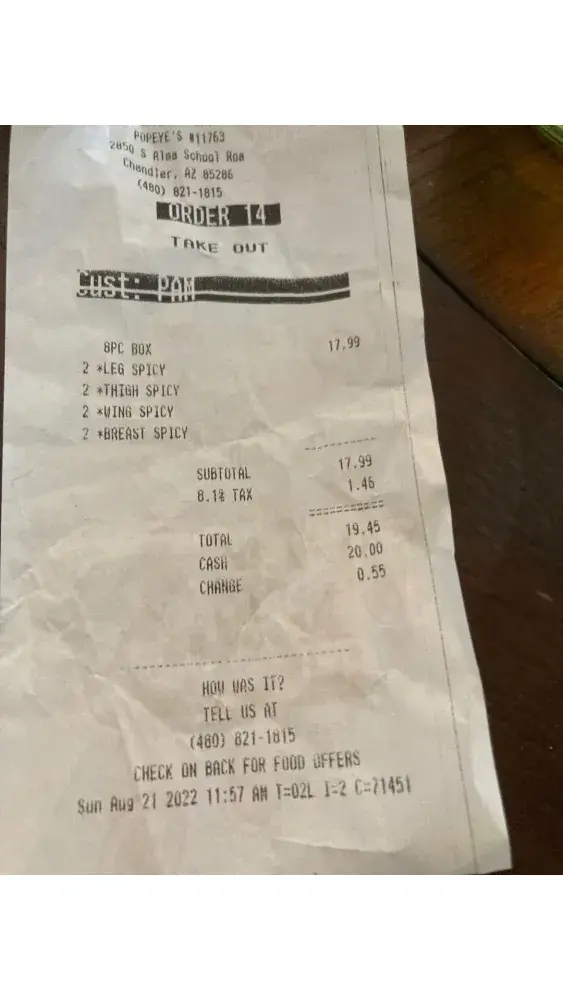 POPEYE'S #11763
2850 S Alma School Roa
Chandler, AZ 85286
(480) 821-1815
ORDER 14
TAKE OUT
Cust: PAM
8PC BOX 17.99
2 *LEG SPICY
2 *THIGH SPICY
2 *WING SPICY
2 *BREAST SPICY
SUBTOTAL 17.99
8.1% TAX 1.46
TOTAL 19.45
CASH 20.00
CHANGE 0.55
HOW WAS IT?
TELL US AT
(480) 821-1815
CHECK ON BACK FOR FOOD OFFERS
Sun Aug 21 2022 11:57 AM T=02L I=2 C=71451